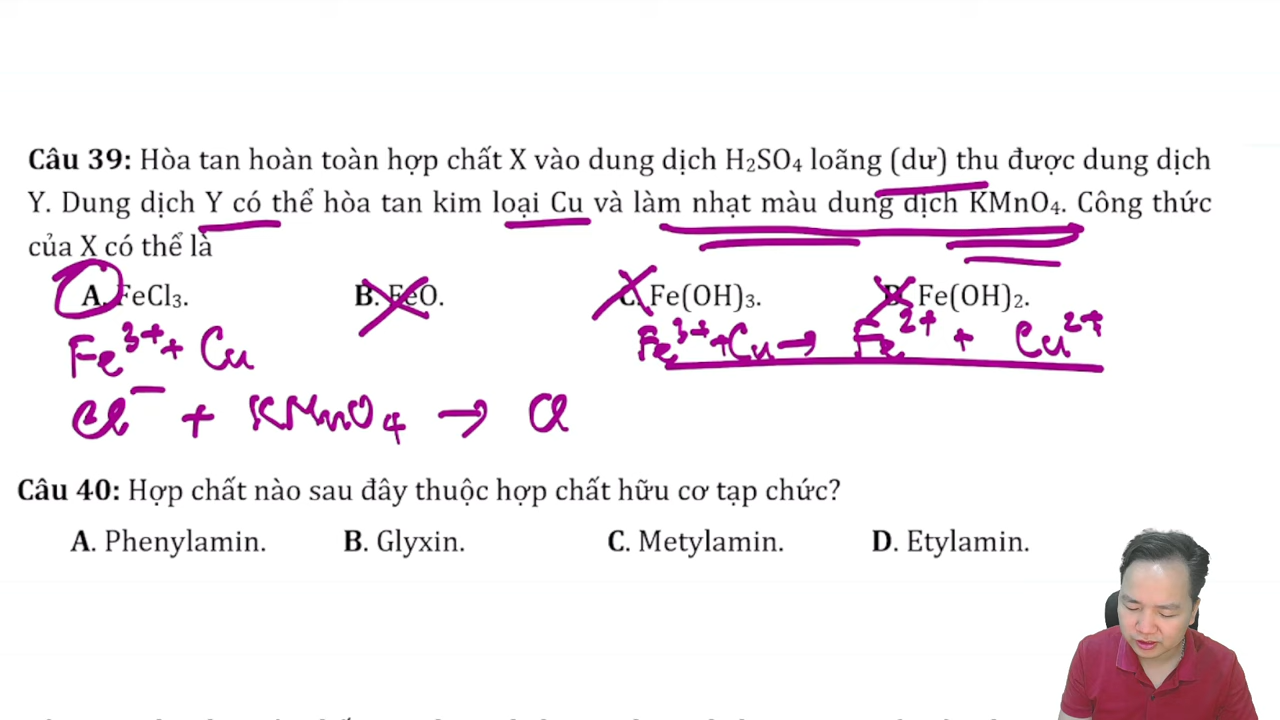 Câu 39: Hòa tan hoàn toàn hợp chất X vào dung dịch H₂SO₄ loãng (dư) thu được dung dịch
Y. Dung dịch Y có thể hòa tan kim loại Cu và làm nhạt màu dung dịch KMnO₄. Công thức
của X có thể là
A. FeCl₃. B. FeO. C. Fe(OH)₃. D. Fe(OH)₂.
Fe³⁺ + Cu Fe³⁺ + Cu → Fe²⁺ + Cu²⁺
Cl⁻ + KMnO₄ → Cl
Câu 40: Hợp chất nào sau đây thuộc hợp chất hữu cơ tạp chức?
A. Phenylamin. B. Glyxin. C. Metylamin. D. Etylamin.